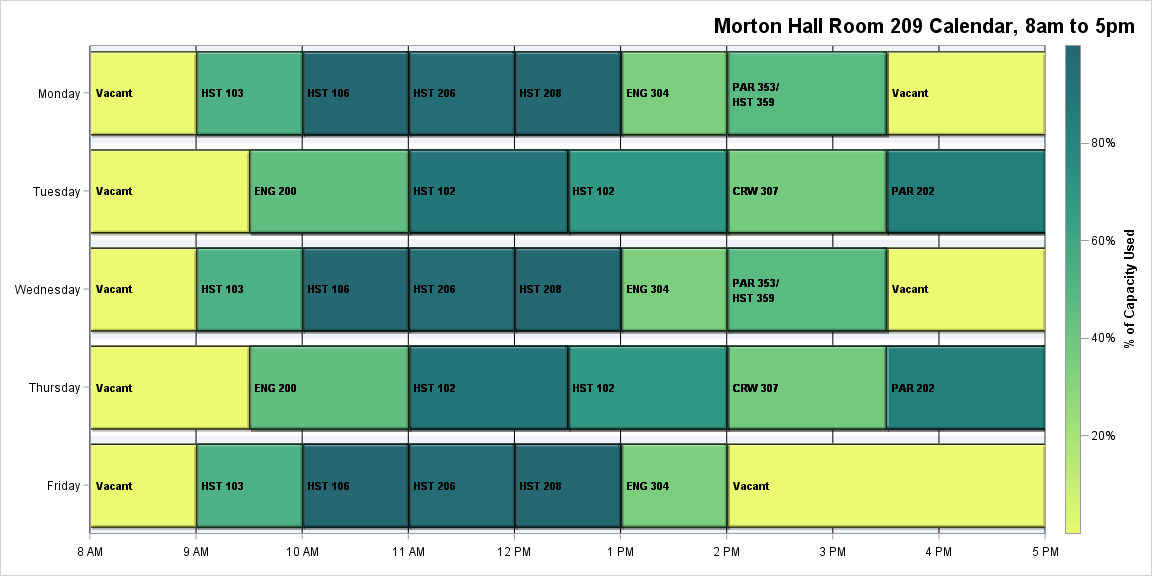 Morton Hall Room 209 Calendar, 8am to 5pm
Monday
Vacant
HST 103
HST 106
HST 206
HST 208
ENG 304
PAR 353/
HST 359
Vacant
Tuesday
Vacant
ENG 200
HST 102
HST 102
CRW 307
PAR 202
Wednesday
Vacant
HST 103
HST 106
HST 206
HST 208
ENG 304
PAR 353/
HST 359
Vacant
Thursday
Vacant
ENG 200
HST 102
HST 102
CRW 307
PAR 202
Friday
Vacant
HST 103
HST 106
HST 206
HST 208
ENG 304
Vacant
8 AM
9 AM
10 AM
11 AM
12 PM
1 PM
2 PM
3 PM
4 PM
5 PM
80%
60%
40%
20%
% of Capacity Used